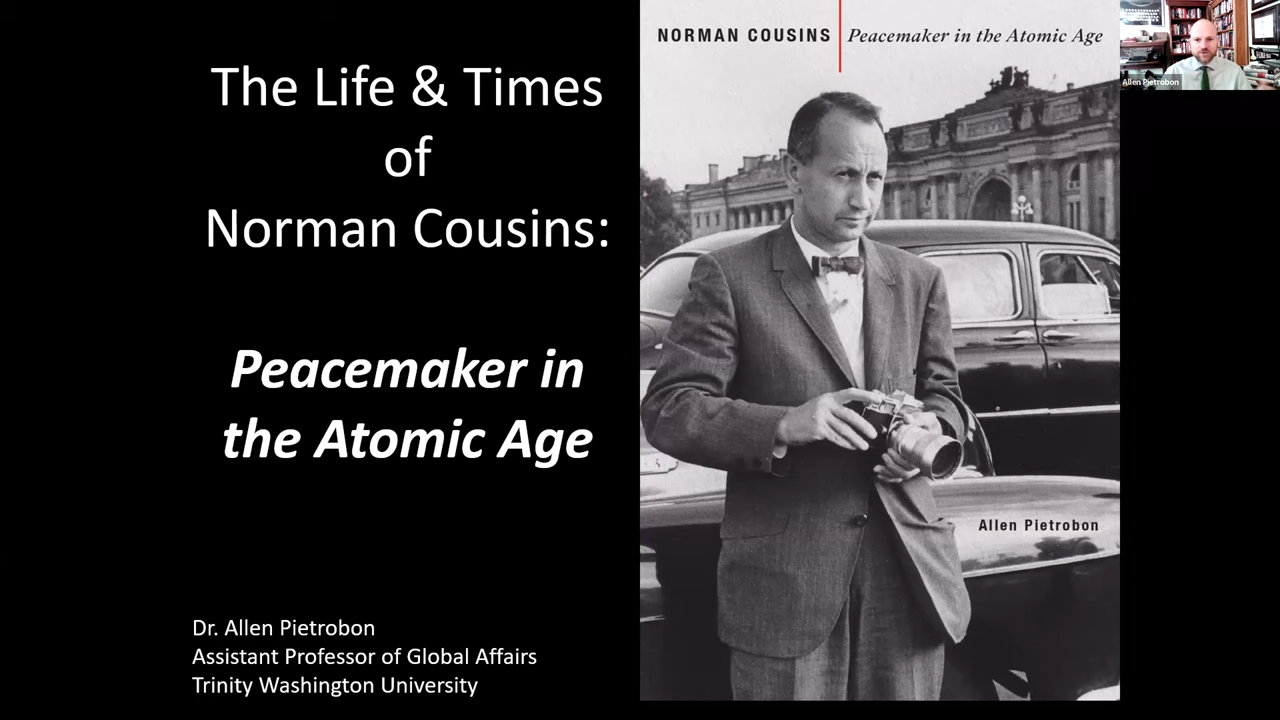 The Life & Times
of
Norman Cousins:
Peacemaker in
the Atomic Age
Dr. Allen Pietrobon
Assistant Professor of Global Affairs
Trinity Washington University
NORMAN COUSINS Peacemaker in the Atomic Age
Allen Pietrobon
Allen Pietrobon